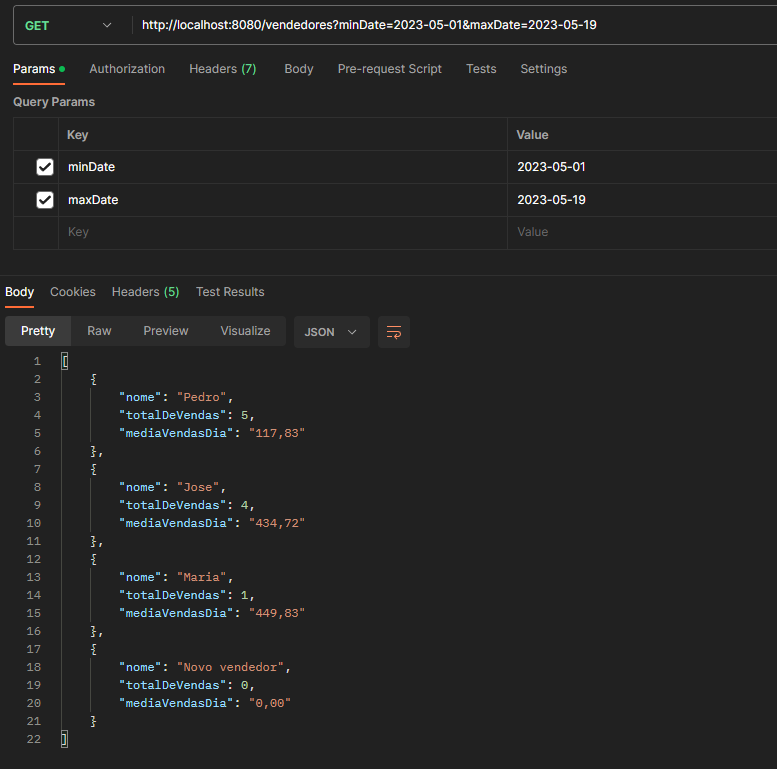 GET http://localhost:8080/vendedores?minDate=2023-05-01&maxDate=2023-05-19
Params Authorization Headers (7) Body Pre-request Script Tests Settings
Query Params
Key Value
minDate 2023-05-01
maxDate 2023-05-19
Key Value
Body Cookies Headers (5) Test Results
Pretty Raw Preview Visualize JSON
1 [
2 {
3 "nome": "Pedro",
4 "totalDeVendas": 5,
5 "mediaVendasDia": "117,83"
6 },
7 {
8 "nome": "Jose",
9 "totalDeVendas": 4,
10 "mediaVendasDia": "434,72"
11 },
12 {
13 "nome": "Maria",
14 "totalDeVendas": 1,
15 "mediaVendasDia": "449,83"
16 },
17 {
18 "nome": "Novo vendedor",
19 "totalDeVendas": 0,
20 "mediaVendasDia": "0,00"
21 }
22 ]